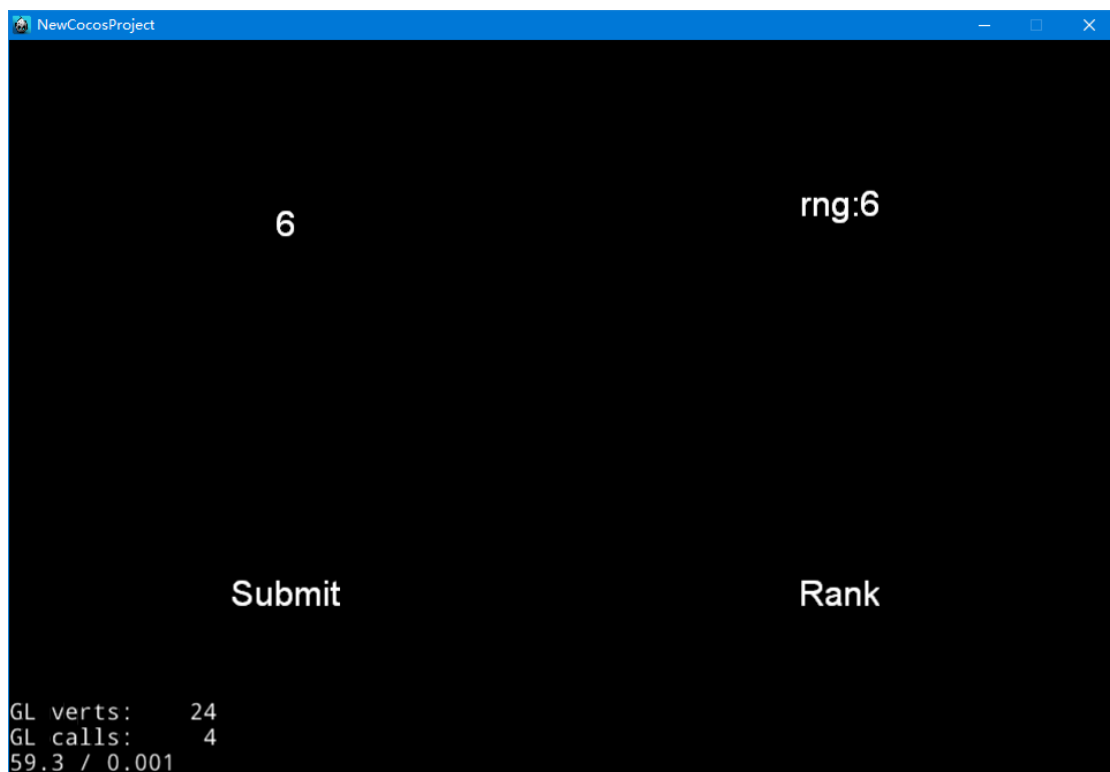 NewCocosProject
rng:6
6
Submit
Rank
GL verts: 24
GL calls: 4
59.3 / 0.001